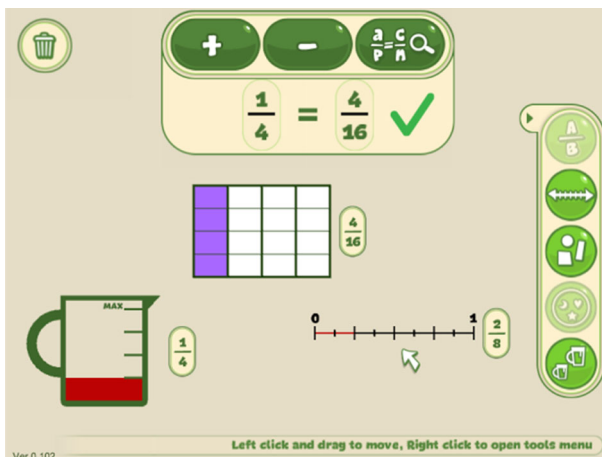 +
-
a/p = c/n
1/4 = 4/16
A/B
4/16
MAX
0 1
2/8
1/4
Left click and drag to move, Right click to open tools menu
Ver 0.102